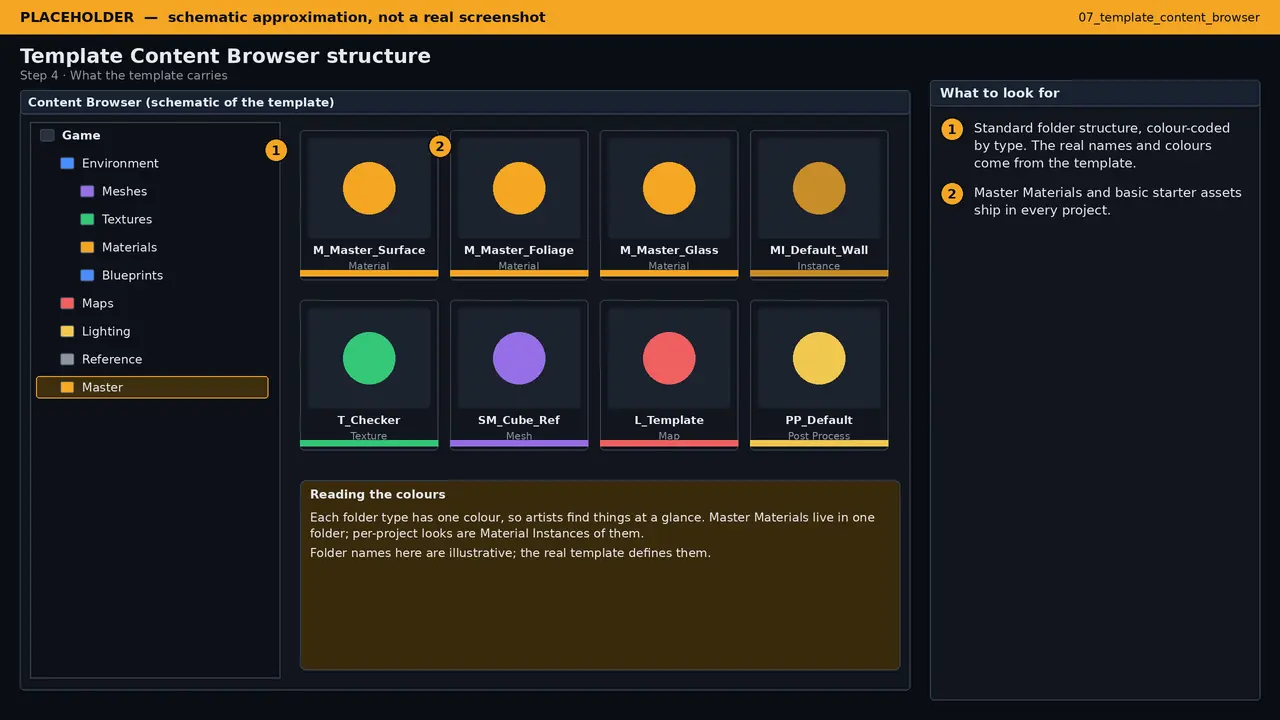 PLACEHOLDER — schematic approximation, not a real screenshot
07_template_content_browser
Template Content Browser structure
Step 4 · What the template carries
Content Browser (schematic of the template)
Game
Environment
Meshes
Textures
Materials
Blueprints
Maps
Lighting
Reference
Master
1
2
M_Master_Surface
Material
M_Master_Foliage
Material
M_Master_Glass
Material
MI_Default_Wall
Instance
T_Checker
Texture
SM_Cube_Ref
Mesh
L_Template
Map
PP_Default
Post Process
Reading the colours
Each folder type has one colour, so artists find things at a glance. Master Materials live in one
folder; per-project looks are Material Instances of them.
Folder names here are illustrative; the real template defines them.
What to look for
1
Standard folder structure, colour-coded
by type. The real names and colours
come from the template.
2
Master Materials and basic starter assets
ship in every project.